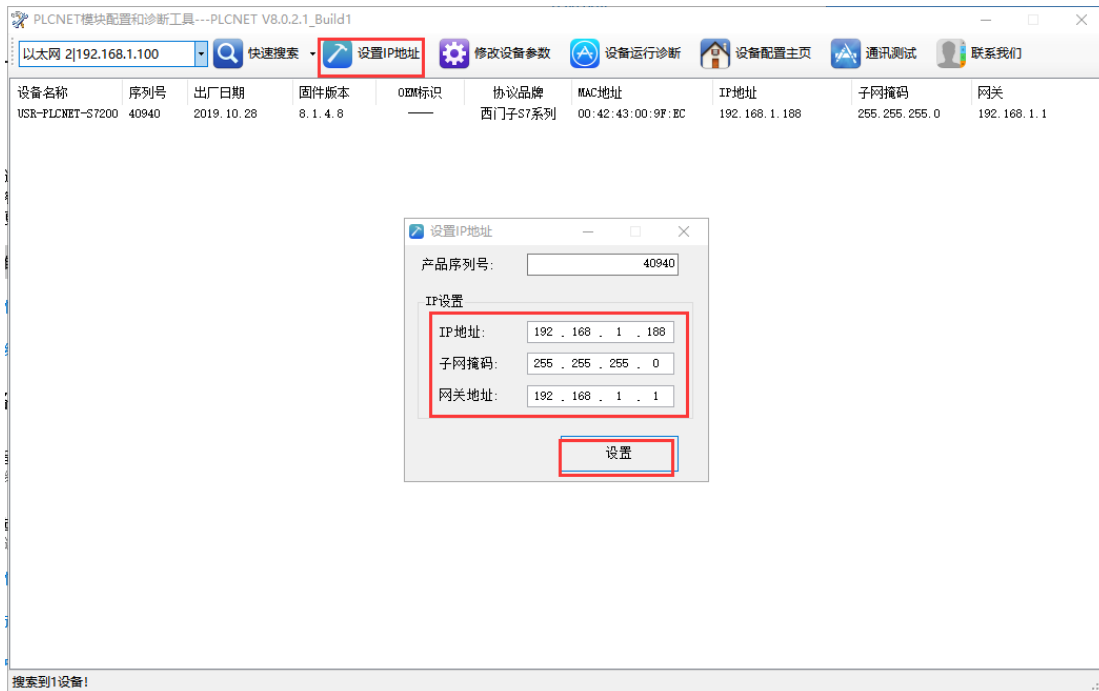 PLCNET模块配置和诊断工具---PLCNET V8.0.2.1_Build1
以太网 2|192.168.1.100 快速搜索 设置IP地址 修改设备参数 设备运行诊断 设备配置主页 通讯测试 联系我们
设备名称 序列号 出厂日期 固件版本 OEM标识 协议品牌 MAC地址 IP地址 子网掩码 网关
USR-PLCNET-S7200 40940 2019.10.28 8.1.4.8 —— 西门子S7系列 00:42:43:00:9F:EC 192.168.1.188 255.255.255.0 192.168.1.1
设置IP地址
产品序列号: 40940
IP设置
IP地址: 192 . 168 . 1 . 188
子网掩码: 255 . 255 . 255 . 0
网关地址: 192 . 168 . 1 . 1
设置
搜索到1设备!